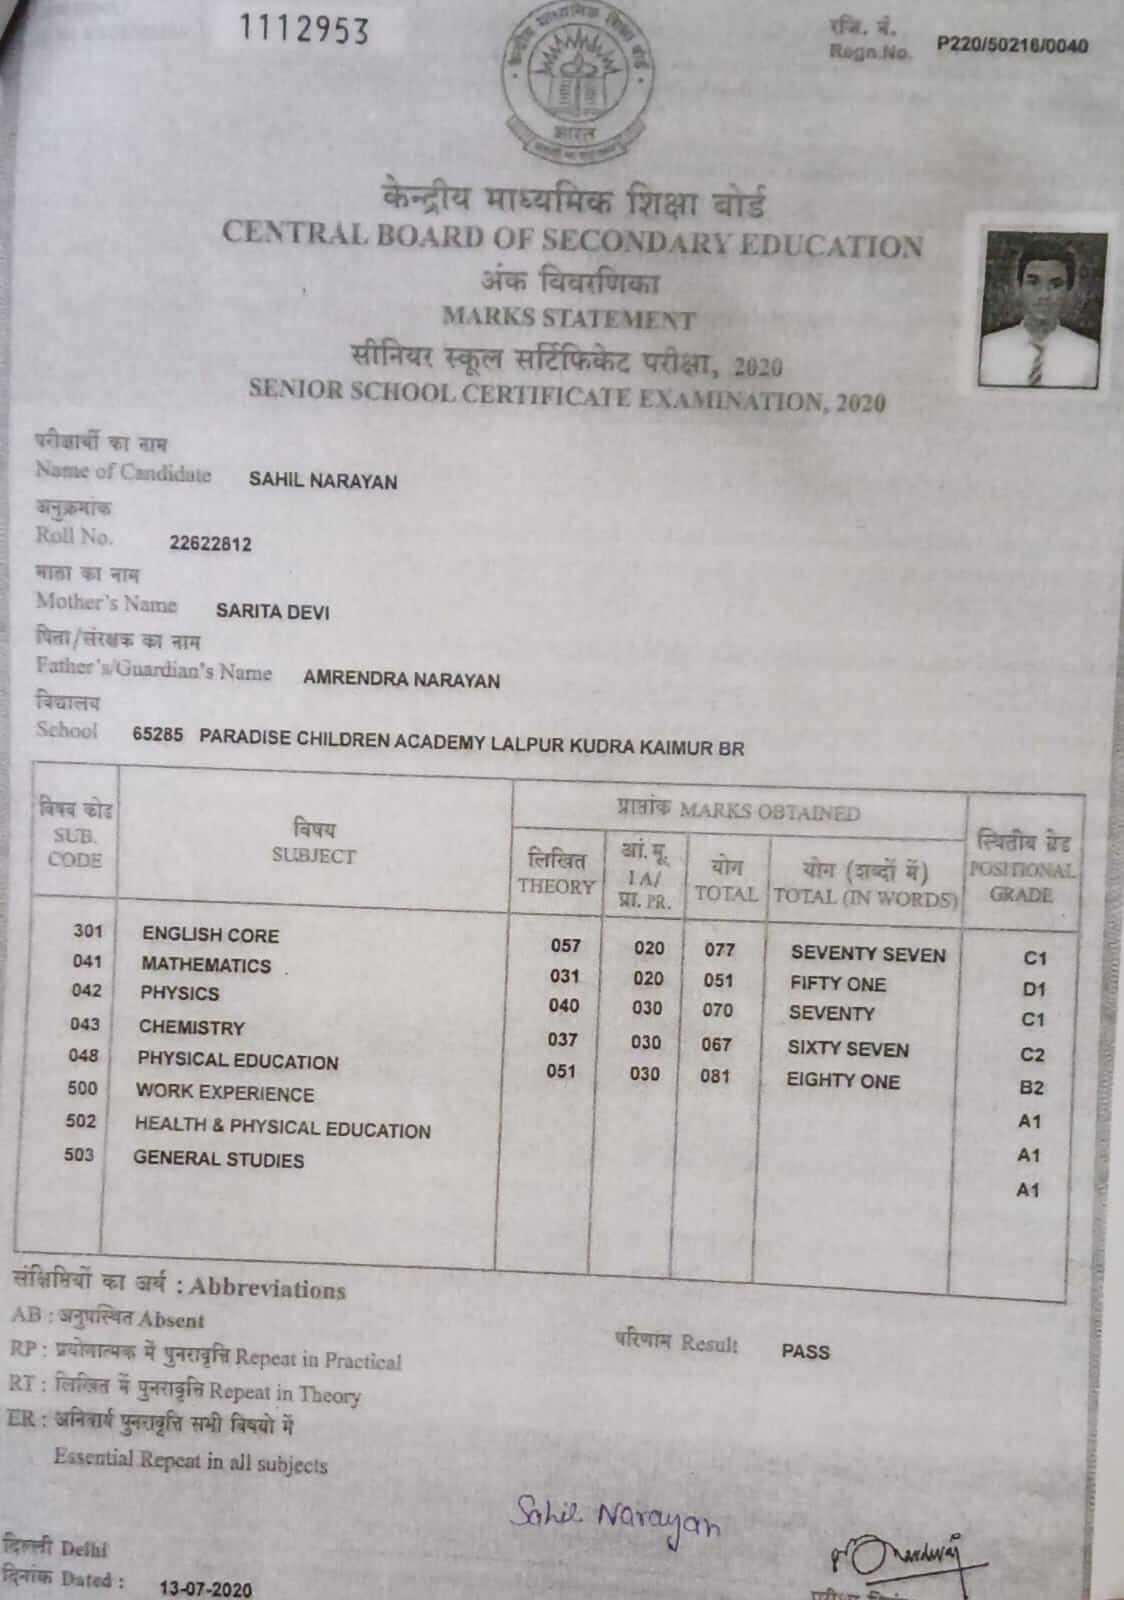 1112953
रजि. नं.
Regn.No. P220/50216/0040
भारत
केन्द्रीय माध्यमिक शिक्षा बोर्ड
CENTRAL BOARD OF SECONDARY EDUCATION
अंक विवरणिका
MARKS STATEMENT
सीनियर स्कूल सर्टिफिकेट परीक्षा, 2020
SENIOR SCHOOL CERTIFICATE EXAMINATION, 2020
परीक्षार्थी का नाम
Name of Candidate SAHIL NARAYAN
अनुक्रमांक
Roll No. 22622812
माता का नाम
Mother's Name SARITA DEVI
पिता/संरक्षक का नाम
Father's/Guardian's Name AMRENDRA NARAYAN
विद्यालय
School 65285 PARADISE CHILDREN ACADEMY LALPUR KUDRA KAIMUR BR
विषय कोड SUB. CODE विषय SUBJECT प्राप्तांक MARKS OBTAINED स्थितीय ग्रेड POSITIONAL GRADE
लिखित THEORY आं.मू. IA/ प्रा. PR. योग TOTAL योग (शब्दों में) TOTAL (IN WORDS)
301 ENGLISH CORE 057 020 077 SEVENTY SEVEN C1
041 MATHEMATICS 031 020 051 FIFTY ONE D1
042 PHYSICS 040 030 070 SEVENTY C1
043 CHEMISTRY 037 030 067 SIXTY SEVEN C2
048 PHYSICAL EDUCATION 051 030 081 EIGHTY ONE B2
500 WORK EXPERIENCE A1
502 HEALTH & PHYSICAL EDUCATION A1
503 GENERAL STUDIES A1
संक्षिप्तियों का अर्थ : Abbreviations
AB : अनुपस्थित Absent
परिणाम Result PASS
RP : प्रयोगात्मक में पुनरावृत्ति Repeat in Practical
RT : लिखित में पुनरावृत्ति Repeat in Theory
ER : अनिवार्य पुनरावृत्ति सभी विषयो में
Essential Repeat in all subjects
Sahil Narayan
दिल्ली Delhi
दिनांक Dated : 13-07-2020